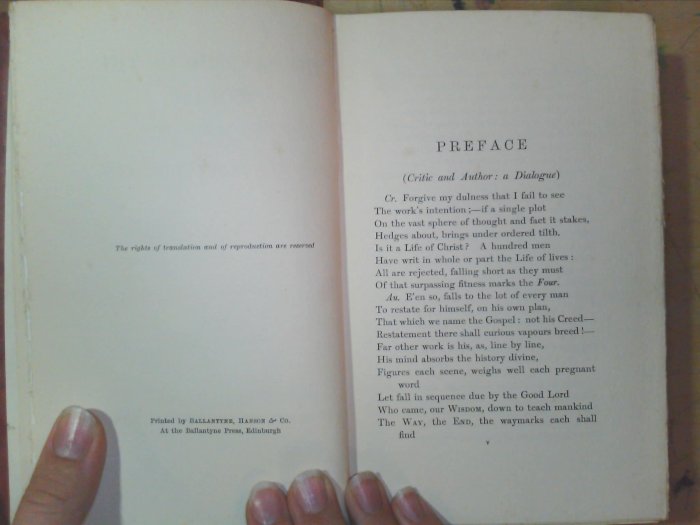 The rights of translation and of reproduction are reserved
Printed by BALLANTYNE, HANSON & Co.
At the Ballantyne Press, Edinburgh
PREFACE
(Critic and Author: a Dialogue)
Cr. Forgive my dulness that I fail to see
The work's intention;—if a single plot
On the vast sphere of thought and fact it stakes,
Hedges about, brings under ordered tilth.
Is it a Life of Christ? A hundred men
Have writ in whole or part the Life of lives:
All are rejected, falling short as they must
Of that surpassing fitness marks the Four.
Au. E'en so, falls to the lot of every man
To restate for himself, on his own plan,
That which we name the Gospel: not his Creed—
Restatement there shall curious vapours breed!—
Far other work is his, as, line by line,
His mind absorbs the history divine,
Figures each scene, weighs well each pregnant
word
Let fall in sequence due by the Good Lord
Who came, our WISDOM, down to teach mankind
The WAY, the END, the waymarks each shall
find
v